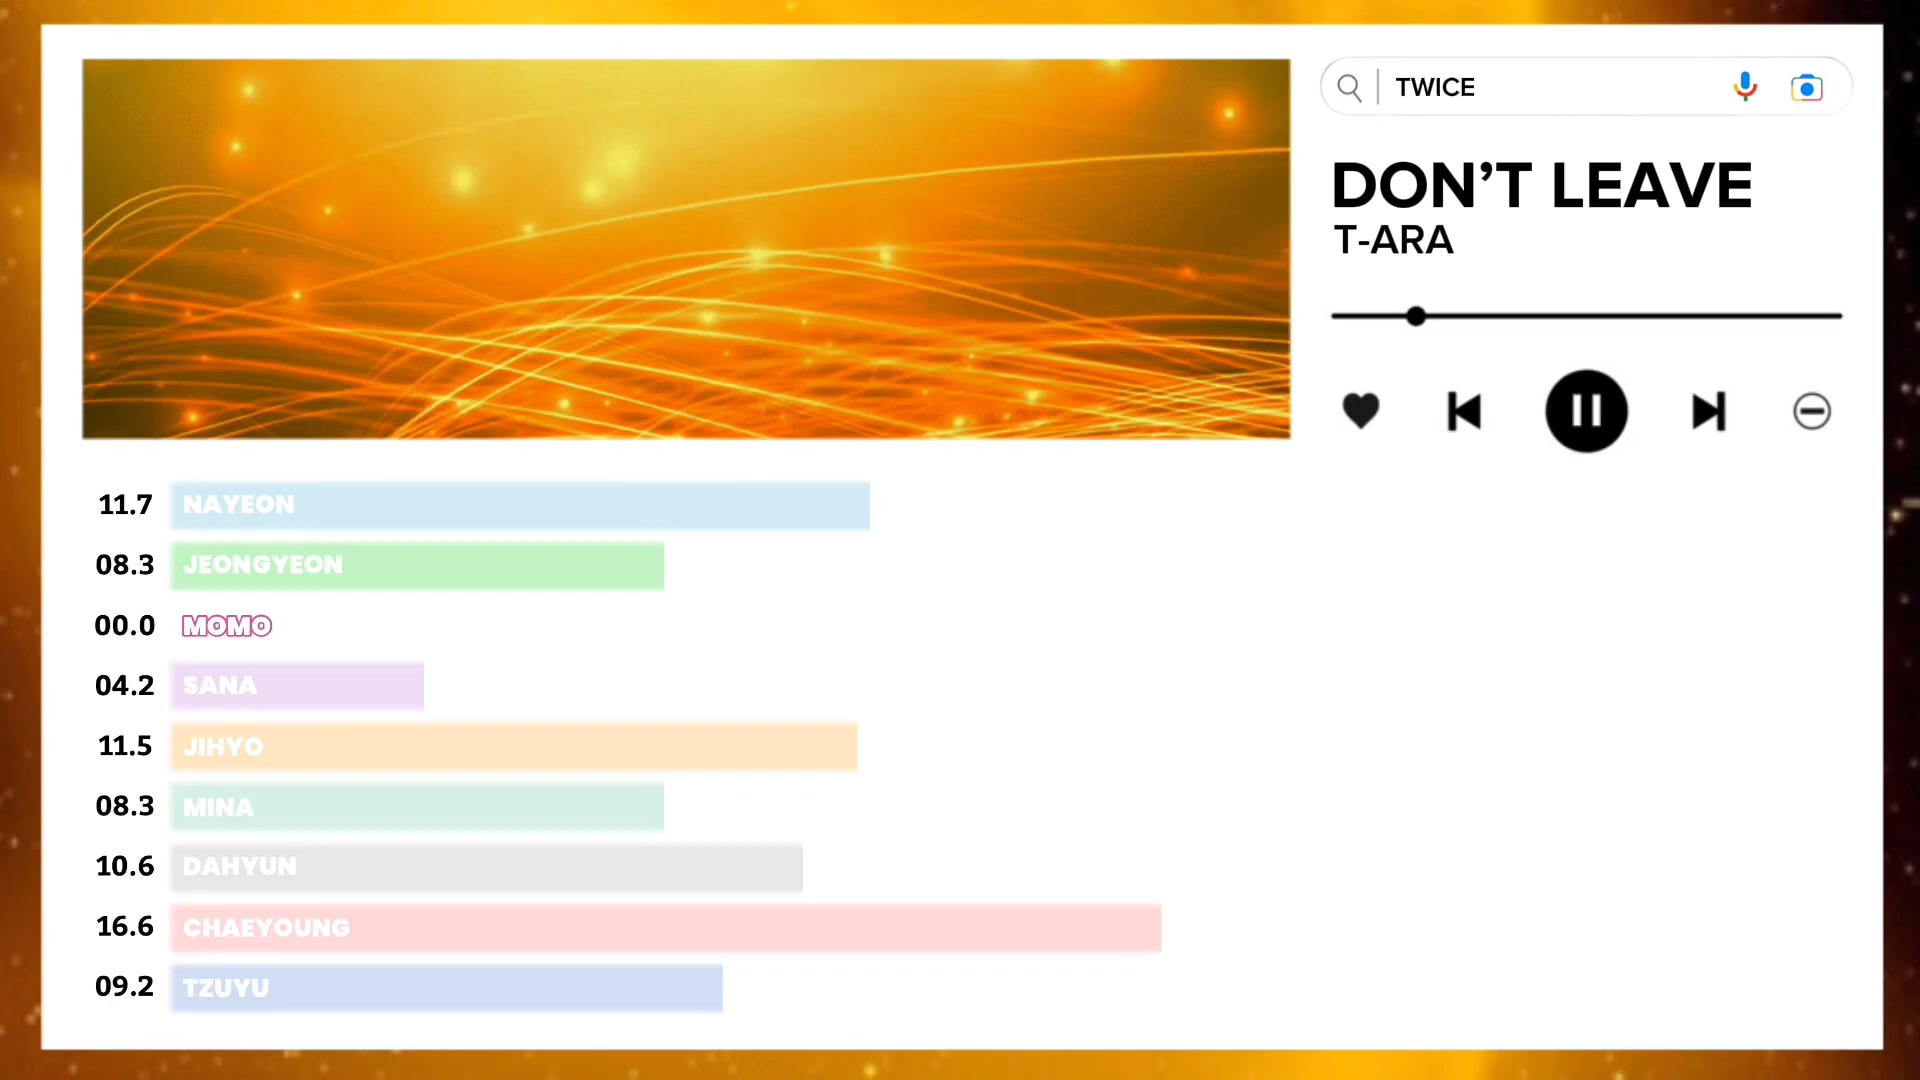 TWICE
DON’T LEAVE
T-ARA
11.7 NAYEON
08.3 JEONGYEON
00.0 MOMO
04.2 SANA
11.5 JIHYO
08.3 MINA
10.6 DAHYUN
16.6 CHAEYOUNG
09.2 TZUYU